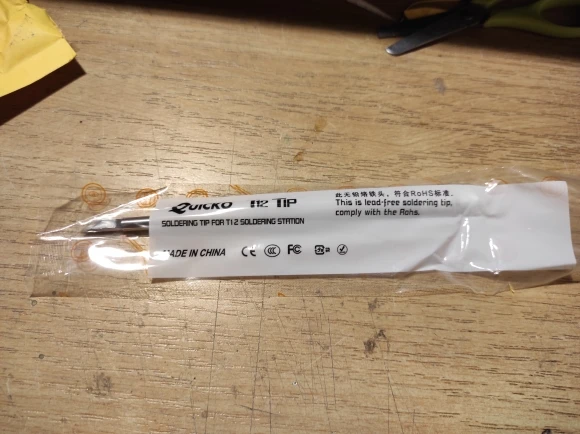 QUICKO T12 TIP
SOLDERING TIP FOR T12 SOLDERING STATION
MADE IN CHINA CE CCC FC
此无铅烙铁头，符合RoHS标准.
This is lead-free soldering tip,
comply with the Rohs.